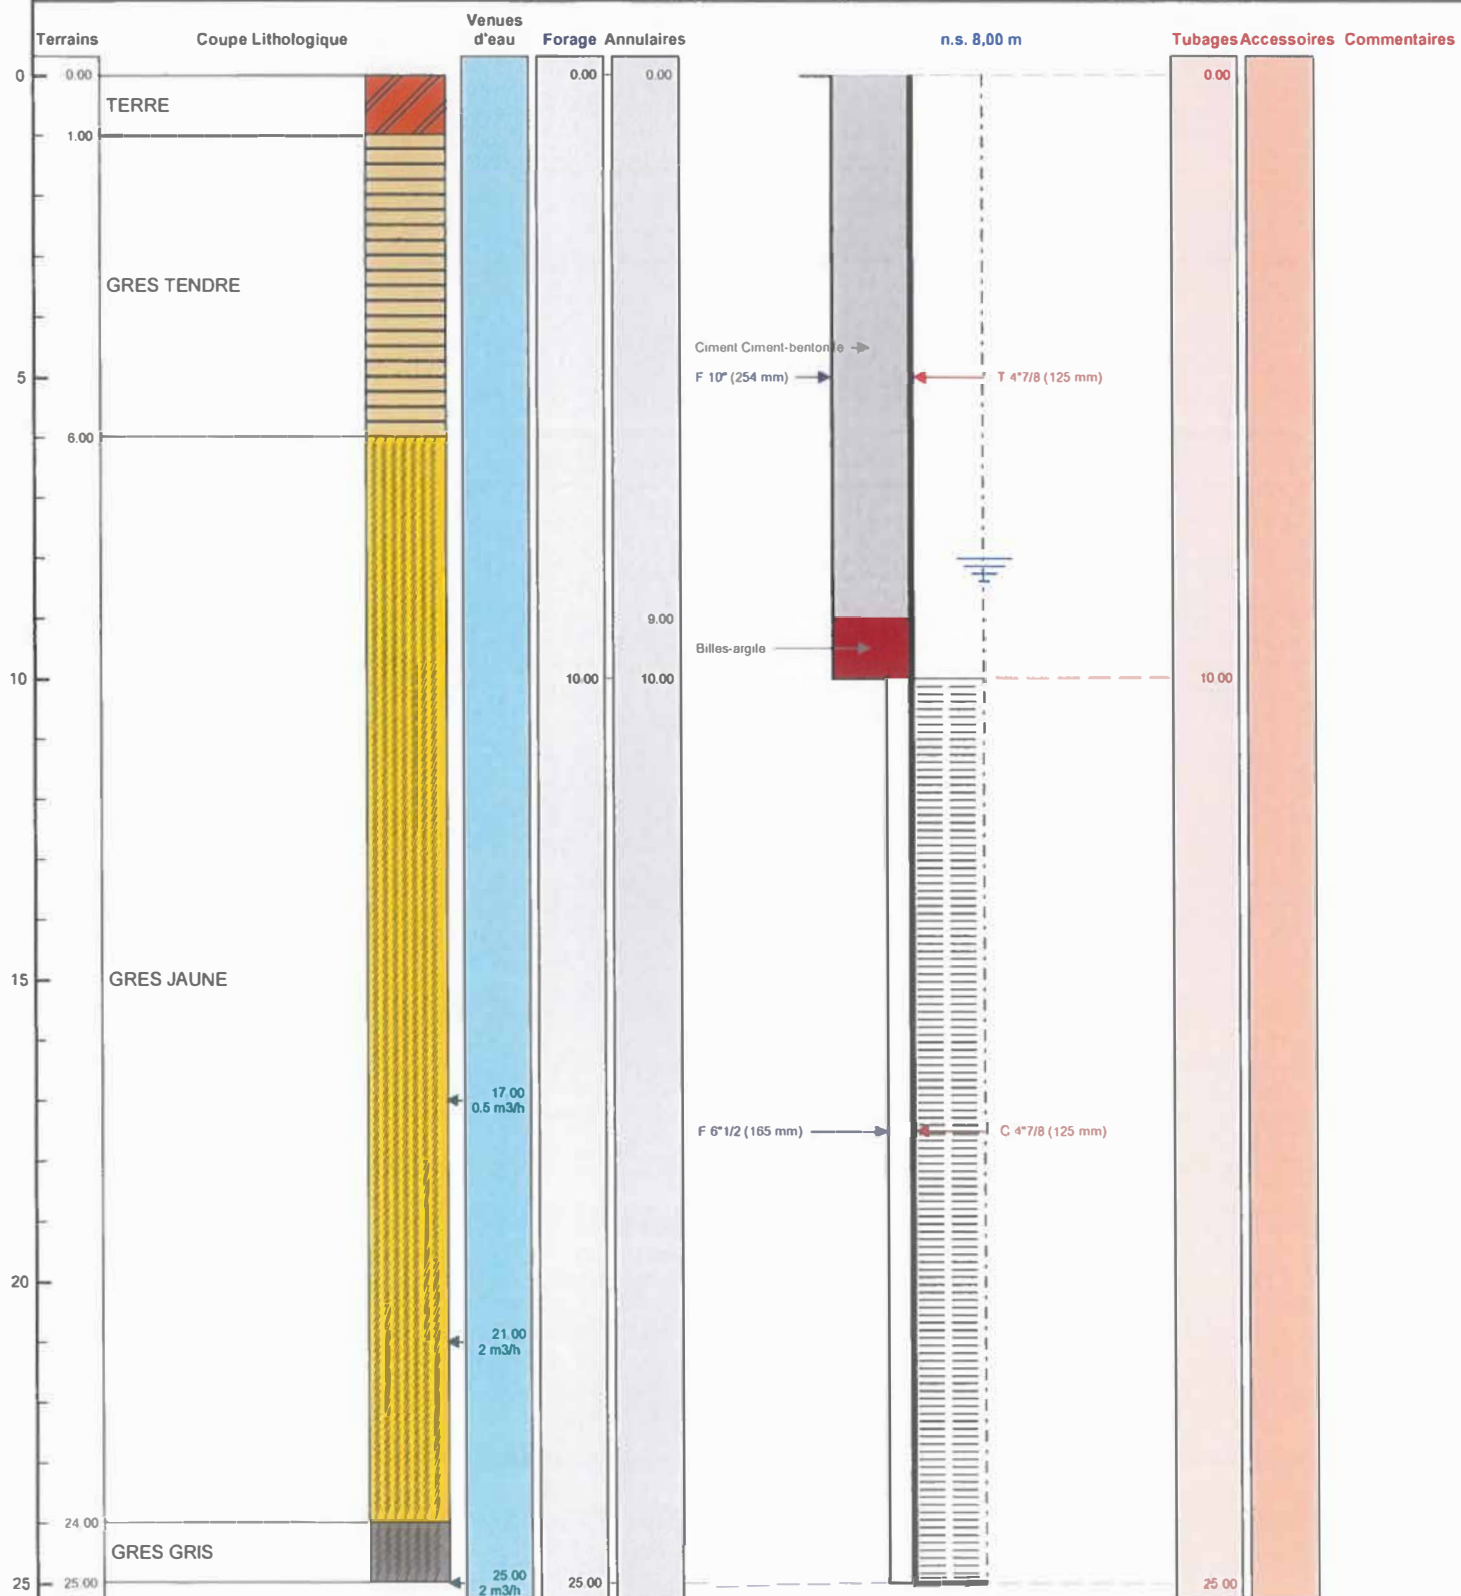 Terrains Coupe Lithologique Venues d'eau Forage Annulaires n.s. 8,00 m Tubages Accessoires Commentaires
0 0.00 0.00 0.00 0.00
TERRE
1.00
GRES TENDRE
Ciment Ciment-bentonite
5 F 10" (254 mm) T 4"7/8 (125 mm)
6.00
9.00
Billes-argile
10 10.00 10.00 10.00
15 GRES JAUNE
17.00
0.5 m3/h
F 6"1/2 (165 mm) C 4"7/8 (125 mm)
20
21.00
2 m3/h
24.00
GRES GRIS
25 25.00 25.00 25.00 25.00
2 m3/h